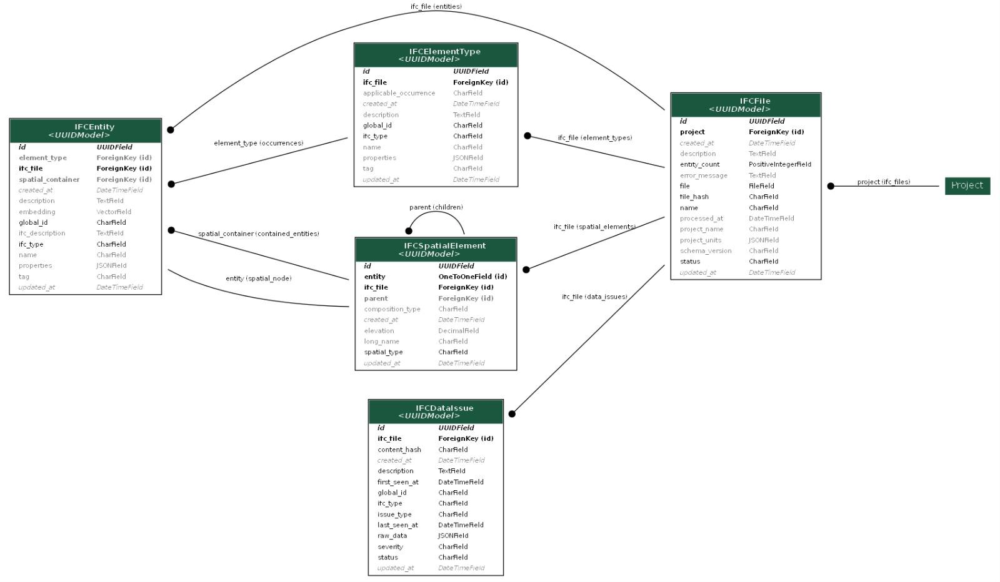 ifc_file (entities)
IFCElementType
<UUIDModel>
id UUIDField
ifc_file ForeignKey (id)
applicable_occurrence CharField
created_at DateTimeField
description TextField
global_id CharField
ifc_type CharField
name CharField
properties JSONField
tag CharField
updated_at DateTimeField
IFCFile
<UUIDModel>
id UUIDField
project ForeignKey (id)
created_at DateTimeField
description TextField
entity_count PositiveIntegerField
error_message TextField
file FileField
file_hash CharField
name CharField
processed_at DateTimeField
project_name CharField
project_units JSONField
schema_version CharField
status CharField
updated_at DateTimeField
IFCEntity
<UUIDModel>
id UUIDField
element_type ForeignKey (id)
ifc_file ForeignKey (id)
spatial_container ForeignKey (id)
created_at DateTimeField
description TextField
embedding VectorField
global_id CharField
ifc_description TextField
ifc_type CharField
name CharField
properties JSONField
tag CharField
updated_at DateTimeField
element_type (occurrences)
ifc_file (element_types)
project (ifc_files)
Project
parent (children)
ifc_file (spatial_elements)
spatial_container (contained_entities)
entity (spatial_node)
IFCSpatialElement
<UUIDModel>
id UUIDField
entity OneToOneField (id)
ifc_file ForeignKey (id)
parent ForeignKey (id)
composition_type CharField
created_at DateTimeField
elevation DecimalField
long_name CharField
spatial_type CharField
updated_at DateTimeField
ifc_file (data_issues)
IFCDataIssue
<UUIDModel>
id UUIDField
ifc_file ForeignKey (id)
content_hash CharField
created_at DateTimeField
description TextField
first_seen_at DateTimeField
global_id CharField
ifc_type CharField
issue_type CharField
last_seen_at DateTimeField
raw_data JSONField
severity CharField
status CharField
updated_at DateTimeField